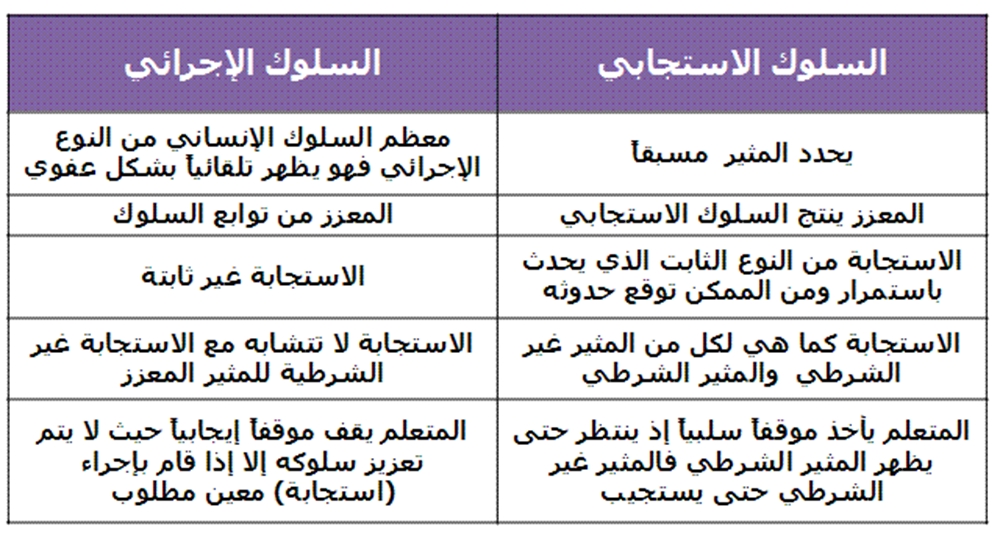 السلوك الاستجابي
السلوك الإجرائي
يحدد المثير مسبقاً
معظم السلوك الإنساني من النوع
الإجرائي فهو يظهر تلقائياً بشكل عفوي
المعزز ينتج السلوك الاستجابي
المعزز من توابع السلوك
الاستجابة من النوع الثابت الذي يحدث
باستمرار ومن الممكن توقع حدوثه
الاستجابة غير ثابتة
الاستجابة كما هي لكل من المثير غير
الشرطي والمثير الشرطي
الاستجابة لا تتشابه مع الاستجابة غير
الشرطية للمثير المعزز
المتعلم يأخذ موقفاً سلبياً إذ ينتظر حتى
يظهر المثير الشرطي فالمثير غير
الشرطي حتى يستجيب
المتعلم يقف موقفاً إيجابياً حيث لا يتم
تعزيز سلوكه إلا إذا قام بإجراء
(استجابة) معين مطلوب